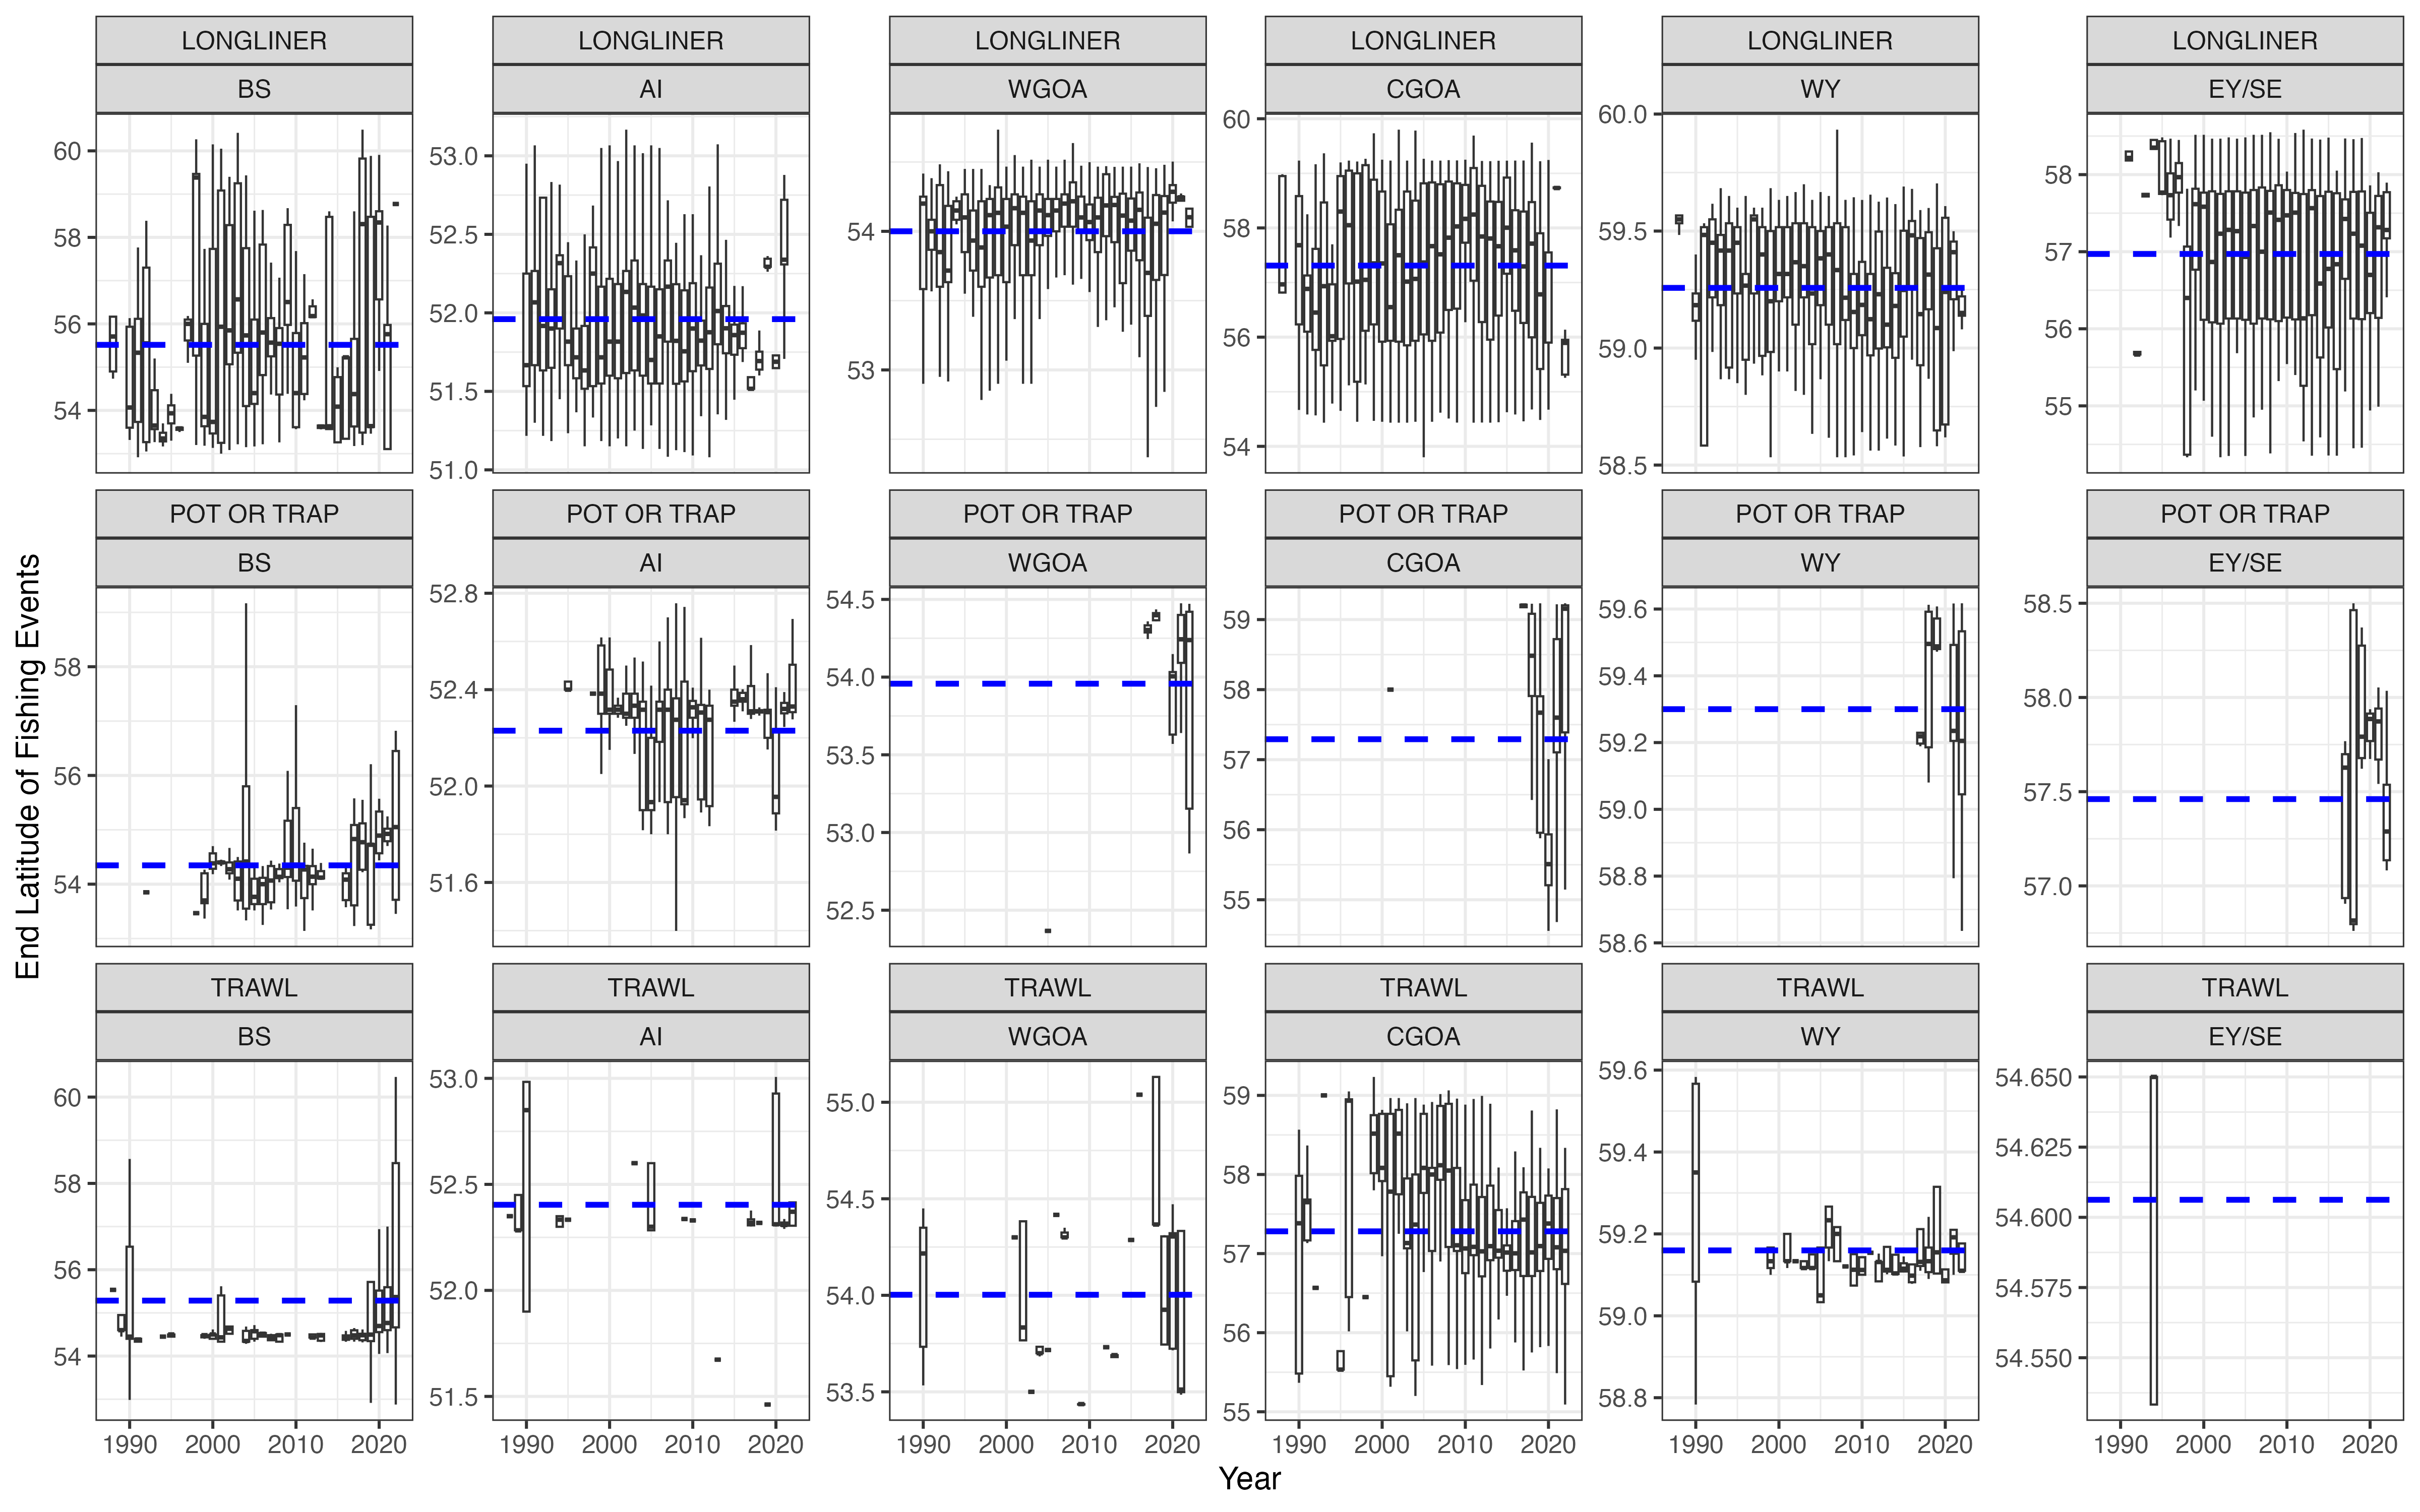 LONGLINER LONGLINER LONGLINER LONGLINER LONGLINER LONGLINER
BS AI WGOA CGOA WY EY/SE
60 58 56 54
53.0 52.5 52.0 51.5 51.0
54 53
60 58 56 54
60.0 59.5 59.0 58.5
58 57 56 55
POT OR TRAP POT OR TRAP POT OR TRAP POT OR TRAP POT OR TRAP POT OR TRAP
BS AI WGOA CGOA WY EY/SE
58 56 54
52.8 52.4 52.0 51.6
54.5 54.0 53.5 53.0 52.5
59 58 57 56 55
59.6 59.4 59.2 59.0 58.8 58.6
58.5 58.0 57.5 57.0
TRAWL TRAWL TRAWL TRAWL TRAWL TRAWL
BS AI WGOA CGOA WY EY/SE
60 58 56 54
53.0 52.5 52.0 51.5
55.0 54.5 54.0 53.5
59 58 57 56 55
59.6 59.4 59.2 59.0 58.8
54.650 54.625 54.600 54.575 54.550
1990 2000 2010 2020 1990 2000 2010 2020 1990 2000 2010 2020 1990 2000 2010 2020 1990 2000 2010 2020 1990 2000 2010 2020
Year
End Latitude of Fishing Events